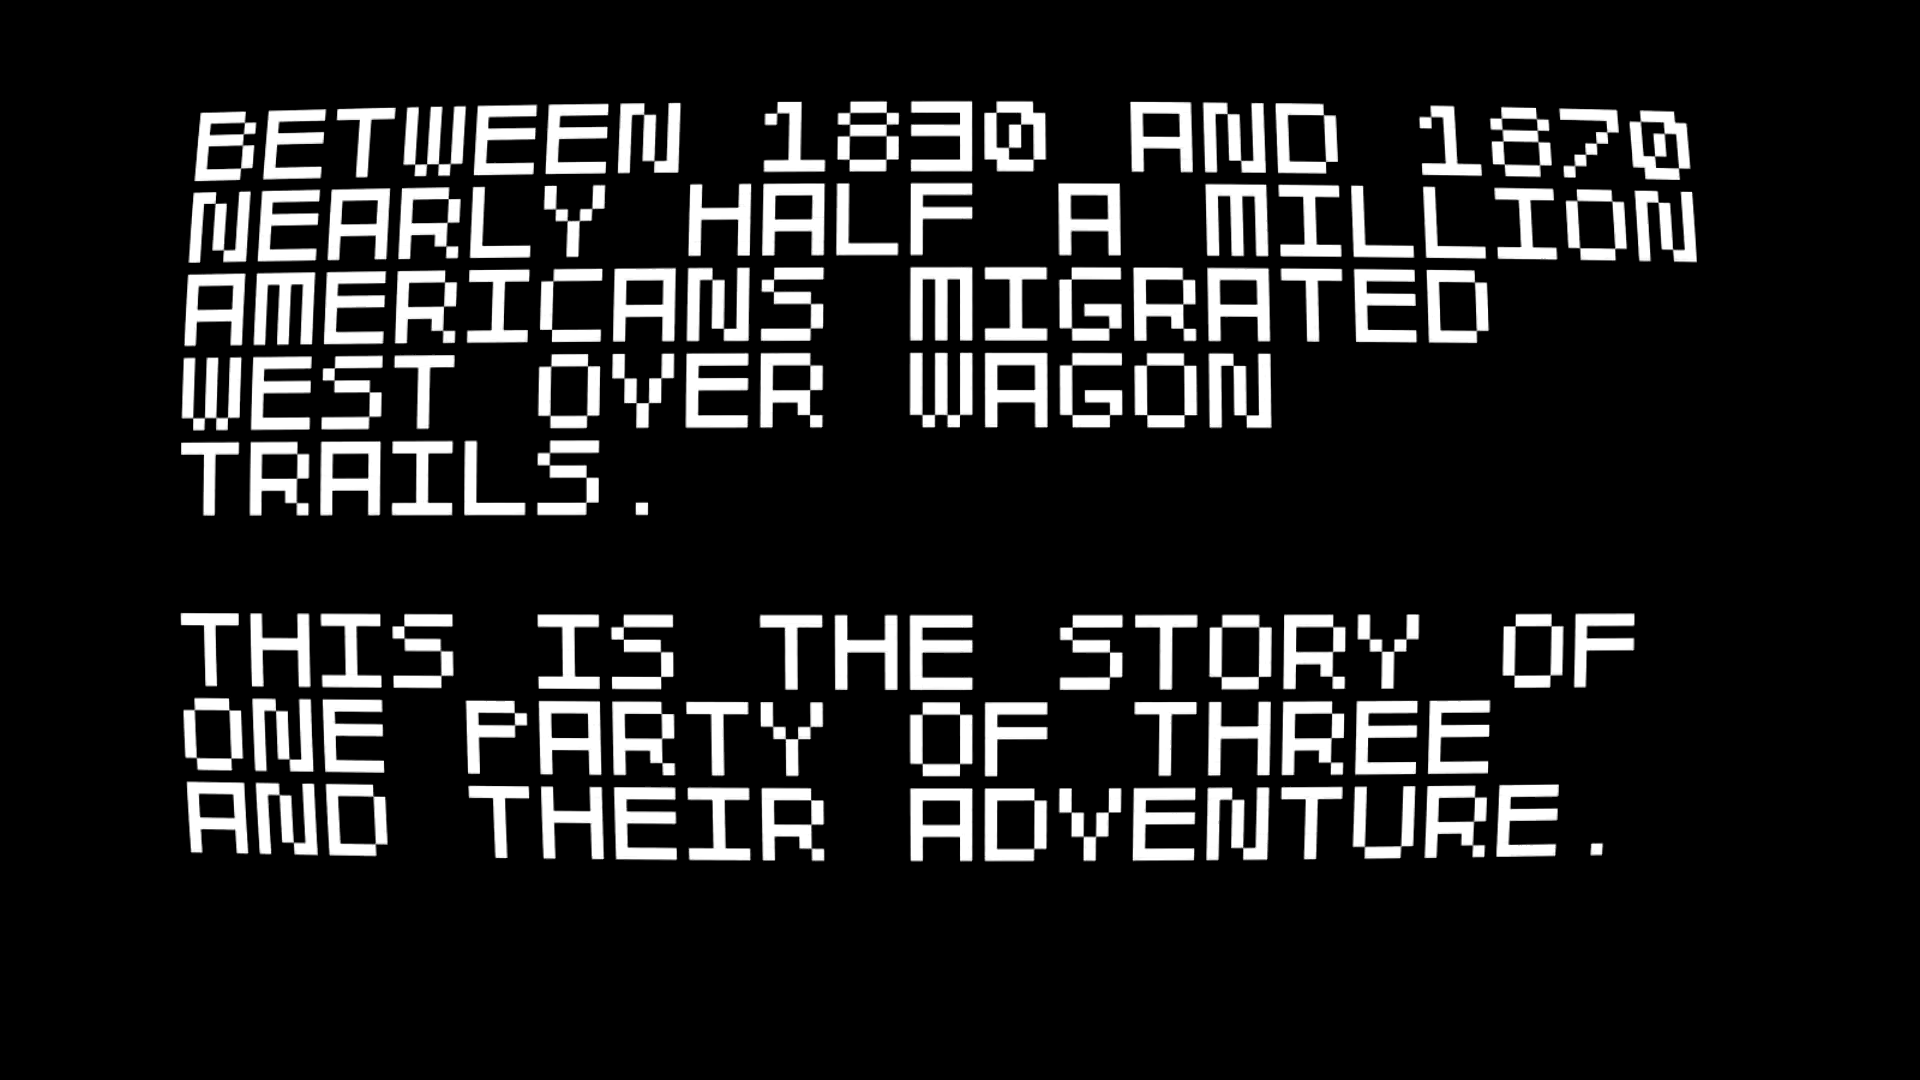 BETWEEN 1830 AND 1870
NEARLY HALF A MILLION
AMERICANS MIGRATED
WEST OVER WAGON
TRAILS.
THIS IS THE STORY OF
ONE PARTY OF THREE
AND THEIR ADVENTURE.